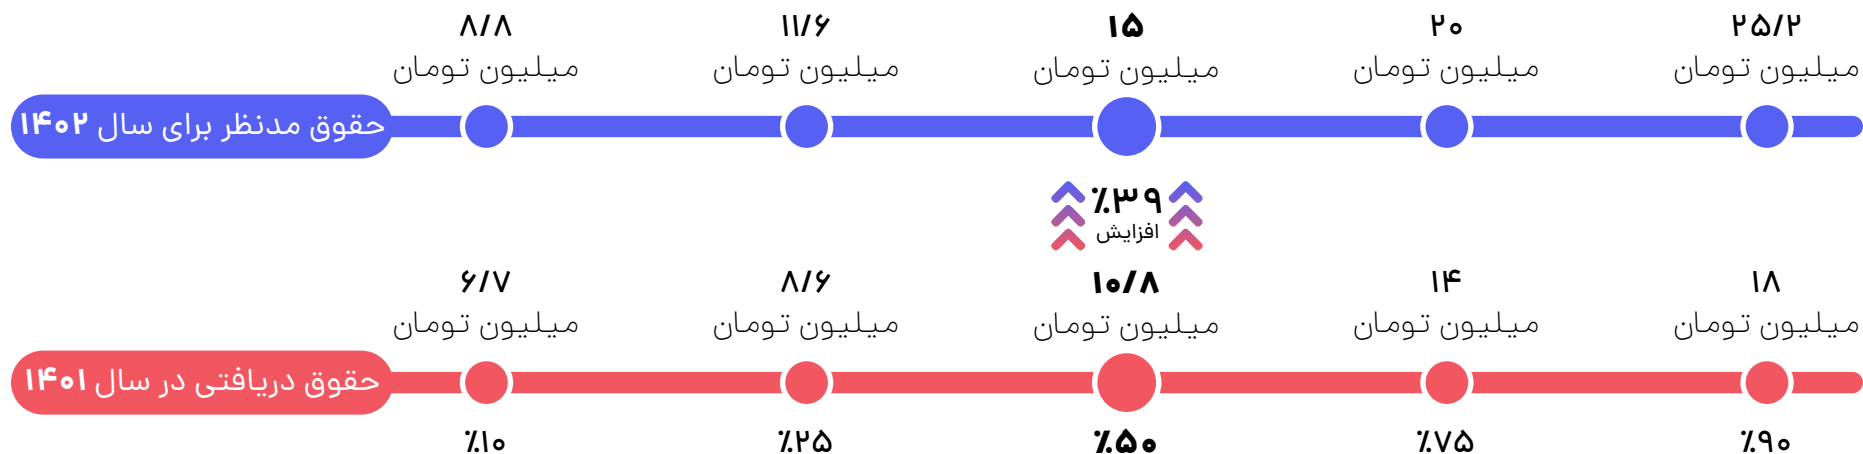 ۸/۸
میلیون تومان
۱۱/۶
میلیون تومان
۱۵
میلیون تومان
۲۰
میلیون تومان
۲۵/۲
میلیون تومان
حقوق مدنظر برای سال ۱۴۰۲
٪۳۹
افزایش
۶/۷
میلیون تومان
۸/۶
میلیون تومان
۱۰/۸
میلیون تومان
۱۴
میلیون تومان
۱۸
میلیون تومان
حقوق دریافتی در سال ۱۴۰۱
٪۱۰
٪۲۵
٪۵۰
٪۷۵
٪۹۰